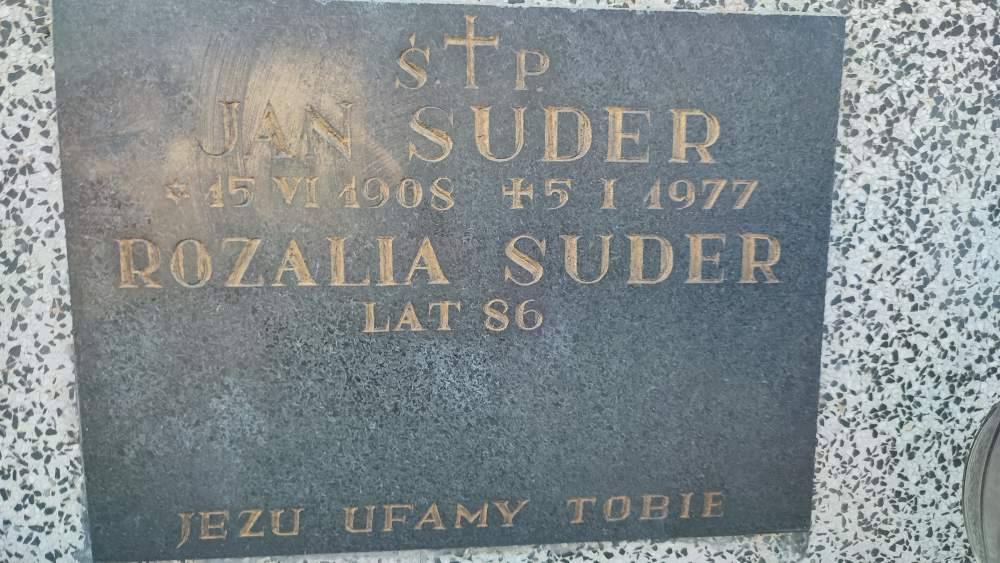 Ś † P
JAN SUDER
* 15 VI 1908 ✝ 5 I 1977
ROZALIA SUDER
LAT 86
JEZU UFAMY TOBIE